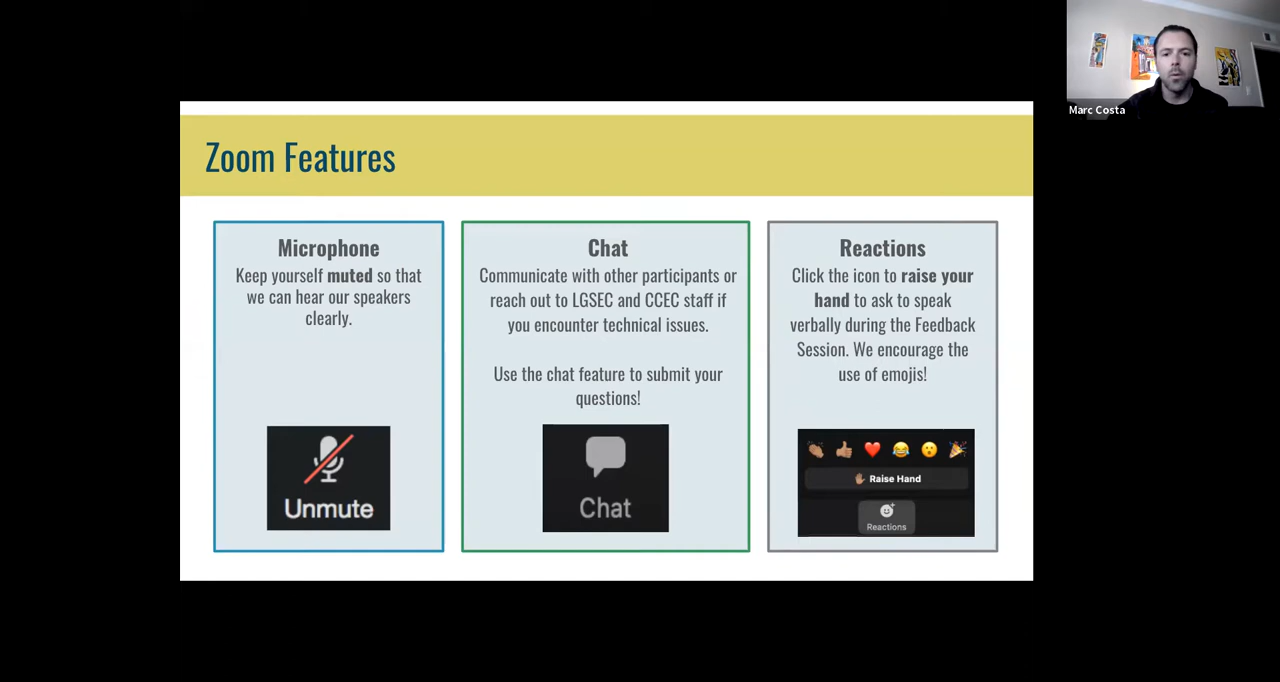 Marc Costa
Zoom Features
Microphone
Keep yourself muted so that
we can hear our speakers
clearly.
Unmute
Chat
Communicate with other participants or
reach out to LGSEC and CCEC staff if
you encounter technical issues.
Use the chat feature to submit your
questions!
Chat
Reactions
Click the icon to raise your
hand to ask to speak
verbally during the Feedback
Session. We encourage the
use of emojis!
Raise Hand
Reactions